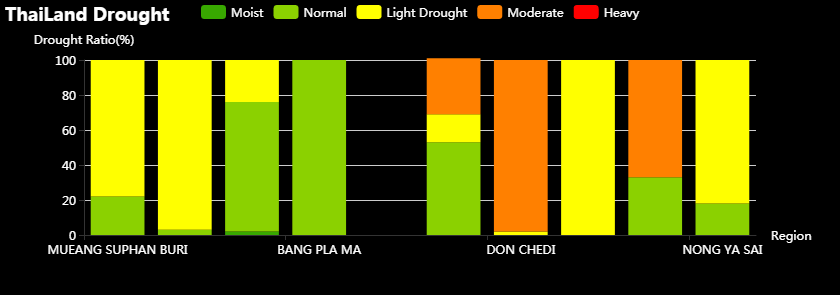 ThaiLand Drought
Moist Normal Light Drought Moderate Heavy
Drought Ratio(%)
100
80
60
40
20
0
MUEANG SUPHAN BURI BANG PLA MA DON CHEDI NONG YA SAI
Region